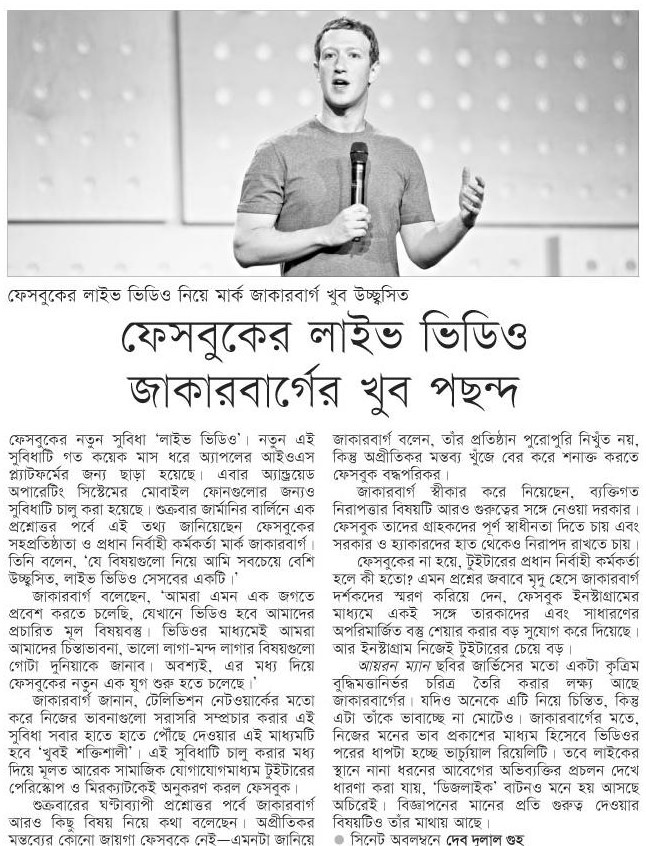 ফেসবুকের লাইভ ভিডিও নিয়ে মার্ক জাকারবার্গ খুব উচ্ছ্বসিত
ফেসবুকের লাইভ ভিডিও
জাকারবার্গের খুব পছন্দ
ফেসবুকের নতুন সুবিধা ‘লাইভ ভিডিও’। নতুন এই
সুবিধাটি গত কয়েক মাস ধরে অ্যাপলের আইওএস
প্ল্যাটফর্মের জন্য ছাড়া হয়েছে। এবার অ্যান্ড্রয়েড
অপারেটিং সিস্টেমের মোবাইল ফোনগুলোর জন্যও
সুবিধাটি চালু করা হয়েছে। শুক্রবার জার্মানির বার্লিনে এক
প্রশ্নোত্তর পর্বে এই তথ্য জানিয়েছেন ফেসবুকের
সহপ্রতিষ্ঠাতা ও প্রধান নির্বাহী কর্মকর্তা মার্ক জাকারবার্গ।
তিনি বলেন, ‘যে বিষয়গুলো নিয়ে আমি সবচেয়ে বেশি
উচ্ছ্বসিত, লাইভ ভিডিও সেসবের একটি।’
জাকারবার্গ বলেছেন, ‘আমরা এমন এক জগতে
প্রবেশ করতে চলেছি, যেখানে ভিডিও হবে আমাদের
প্রচারিত মূল বিষয়বস্তু। ভিডিওর মাধ্যমেই আমরা
আমাদের চিন্তাভাবনা, ভালো লাগা-মন্দ লাগার বিষয়গুলো
গোটা দুনিয়াকে জানাব। অবশ্যই, এর মধ্য দিয়ে
ফেসবুকের নতুন এক যুগ শুরু হতে চলেছে।’
জাকারবার্গ জানান, টেলিভিশন নেটওয়ার্কের মতো
করে নিজের ভাবনাগুলো সরাসরি সম্প্রচার করার এই
সুবিধা সবার হাতে হাতে পৌঁছে দেওয়ার এই মাধ্যমটি
হবে ‘খুবই শক্তিশালী’। এই সুবিধাটি চালু করার মধ্য
দিয়ে মূলত আরেক সামাজিক যোগাযোগমাধ্যম টুইটারের
পেরিস্কোপ ও মিরক্যাটকেই অনুকরণ করল ফেসবুক।
শুক্রবারের ঘণ্টাব্যাপী প্রশ্নোত্তর পর্বে জাকারবার্গ
আরও কিছু বিষয় নিয়ে কথা বলেছেন। অপ্রীতিকর
মন্তব্যের কোনো জায়গা ফেসবুকে নেই—এমনটা জানিয়ে
জাকারবার্গ বলেন, তাঁর প্রতিষ্ঠান পুরোপুরি নিখুঁত নয়,
কিন্তু অপ্রীতিকর মন্তব্য খুঁজে বের করে শনাক্ত করতে
ফেসবুক বদ্ধপরিকর।
জাকারবার্গ স্বীকার করে নিয়েছেন, ব্যক্তিগত
নিরাপত্তার বিষয়টি আরও গুরুত্বের সঙ্গে নেওয়া দরকার।
ফেসবুক তাদের গ্রাহকদের পূর্ণ স্বাধীনতা দিতে চায় এবং
সরকার ও হ্যাকারদের হাত থেকেও নিরাপদ রাখতে চায়।
ফেসবুকের না হয়ে, টুইটারের প্রধান নির্বাহী কর্মকর্তা
হলে কী হতো? এমন প্রশ্নের জবাবে মৃদু হেসে জাকারবার্গ
দর্শকদের স্মরণ করিয়ে দেন, ফেসবুক ইনস্টাগ্রামের
মাধ্যমে একই সঙ্গে তারকাদের এবং সাধারণের
অপরিমার্জিত বস্তু শেয়ার করার বড় সুযোগ করে দিয়েছে।
আর ইনস্টাগ্রাম নিজেই টুইটারের চেয়ে বড়।
আয়রন ম্যান ছবির জার্ভিসের মতো একটা কৃত্রিম
বুদ্ধিমত্তানির্ভর চরিত্র তৈরি করার লক্ষ্য আছে
জাকারবার্গের। যদিও অনেকে এটি নিয়ে চিন্তিত, কিন্তু
এটা তাঁকে ভাবাচ্ছে না মোটেও। জাকারবার্গের মতে,
নিজের মনের ভাব প্রকাশের মাধ্যম হিসেবে ভিডিওর
পরের ধাপটা হচ্ছে ভার্চ্যুয়াল রিয়েলিটি। তবে লাইকের
স্থানে নানা ধরনের আবেগের অভিব্যক্তির প্রচলন দেখে
ধারণা করা যায়, ‘ডিজলাইক’ বাটনও মনে হয় আসছে
অচিরেই। বিজ্ঞাপনের মানের প্রতি গুরুত্ব দেওয়ার
বিষয়টিও তাঁর মাথায় আছে।
● সিনেট অবলম্বনে দেব দুলাল গুহ